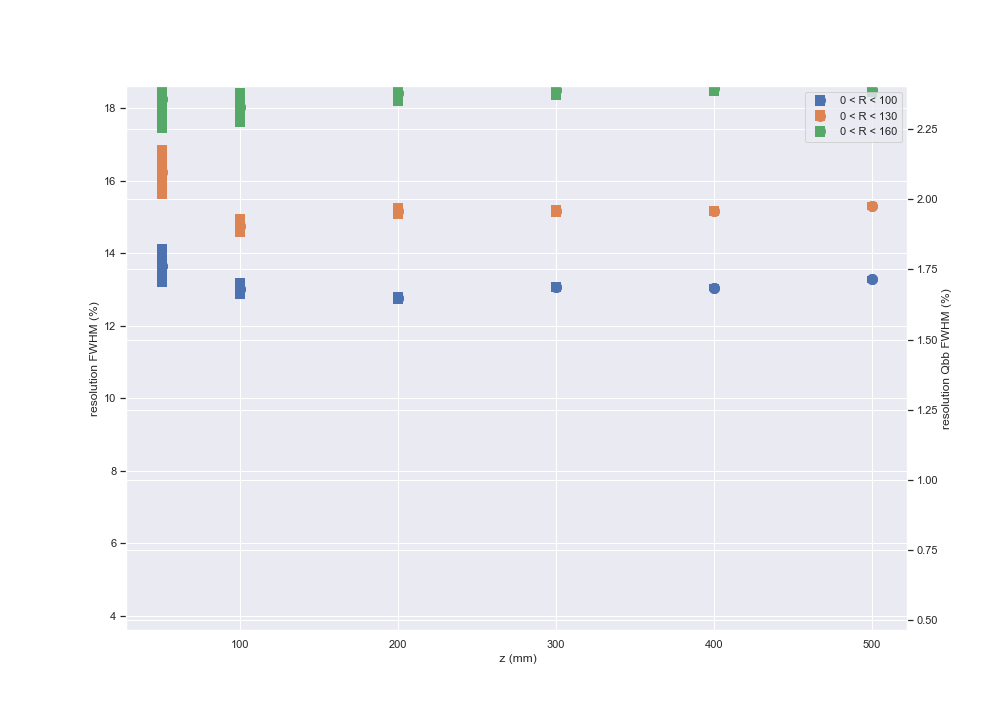 0 < R < 100
0 < R < 130
0 < R < 160
18
16
14
12
10
8
6
4
resolution FWHM (%)
2.25
2.00
1.75
1.50
1.25
1.00
0.75
0.50
resolution Qbb FWHM (%)
100 200 300 400 500
z (mm)